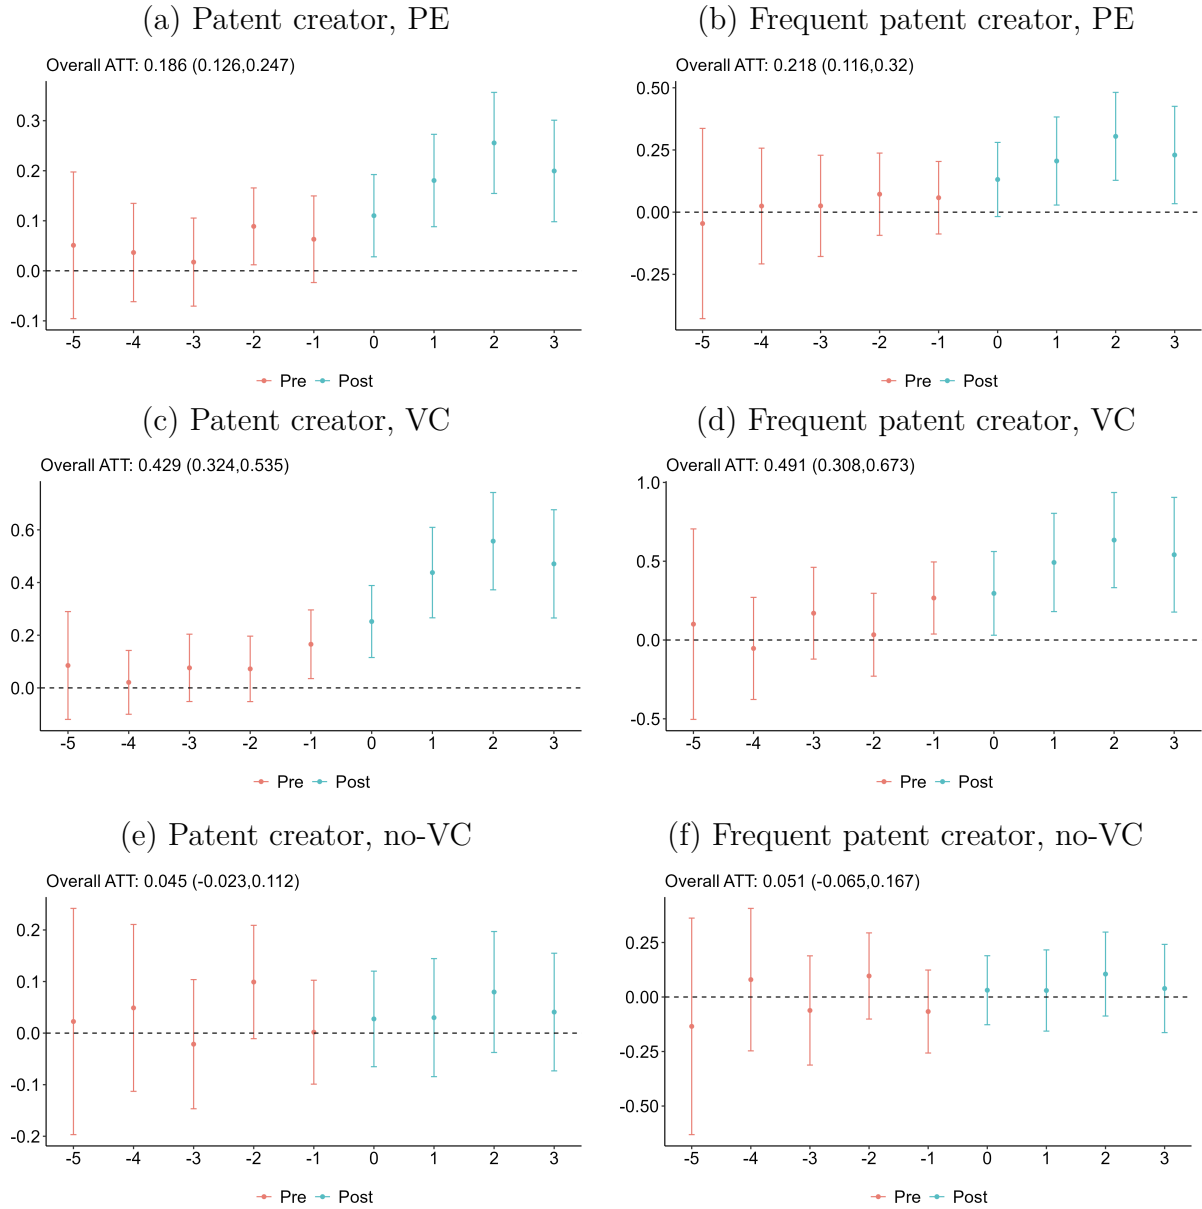 (a) Patent creator, PE
Overall ATT: 0.186 (0.126,0.247)
0.3
0.2
0.1
0.0
-0.1
-5 -4 -3 -2 -1 0 1 2 3
Pre Post
(b) Frequent patent creator, PE
Overall ATT: 0.218 (0.116,0.32)
0.50
0.25
0.00
-0.25
-5 -4 -3 -2 -1 0 1 2 3
Pre Post
(c) Patent creator, VC
Overall ATT: 0.429 (0.324,0.535)
0.6
0.4
0.2
0.0
-5 -4 -3 -2 -1 0 1 2 3
Pre Post
(d) Frequent patent creator, VC
Overall ATT: 0.491 (0.308,0.673)
1.0
0.5
0.0
-0.5
-5 -4 -3 -2 -1 0 1 2 3
Pre Post
(e) Patent creator, no-VC
Overall ATT: 0.045 (-0.023,0.112)
0.2
0.1
0.0
-0.1
-0.2
-5 -4 -3 -2 -1 0 1 2 3
Pre Post
(f) Frequent patent creator, no-VC
Overall ATT: 0.051 (-0.065,0.167)
0.25
0.00
-0.25
-0.50
-5 -4 -3 -2 -1 0 1 2 3
Pre Post